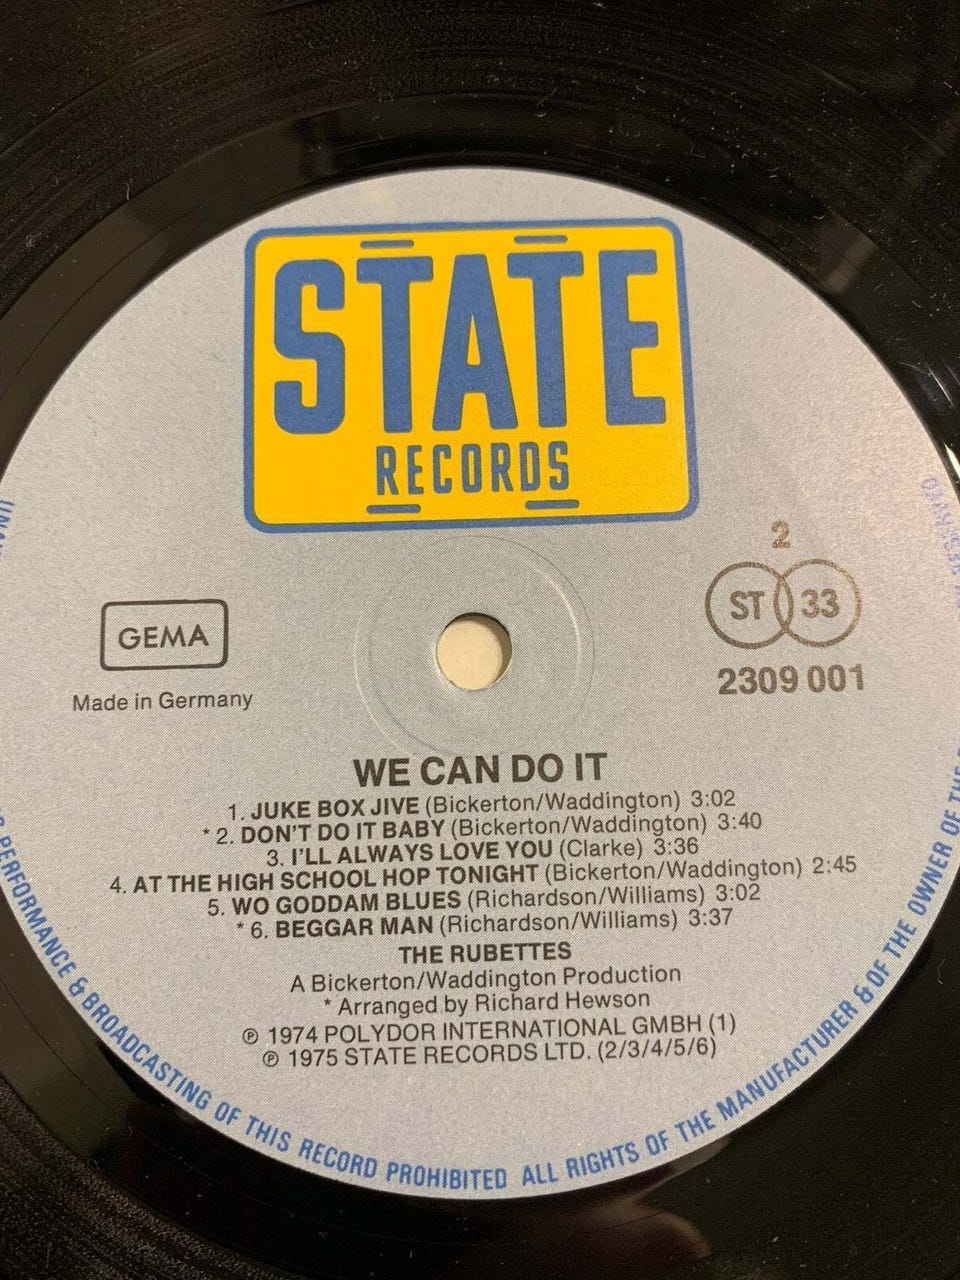 STATE
RECORDS
2
ST 33
2309 001
GEMA
Made in Germany
WE CAN DO IT
1. JUKE BOX JIVE (Bickerton/Waddington) 3:02
* 2. DON'T DO IT BABY (Bickerton/Waddington) 3:40
3. I'LL ALWAYS LOVE YOU (Clarke) 3:36
4. AT THE HIGH SCHOOL HOP TONIGHT (Bickerton/Waddington) 2:45
5. WO GODDAM BLUES (Richardson/Williams) 3:02
* 6. BEGGAR MAN (Richardson/Williams) 3:37
THE RUBETTES
A Bickerton/Waddington Production
* Arranged by Richard Hewson
℗ 1974 POLYDOR INTERNATIONAL GMBH (1)
℗ 1975 STATE RECORDS LTD. (2/3/4/5/6)
PERFORMANCE & BROADCASTING OF THIS RECORD PROHIBITED ALL RIGHTS OF THE MANUFACTURER & OF THE OWNER OF THE